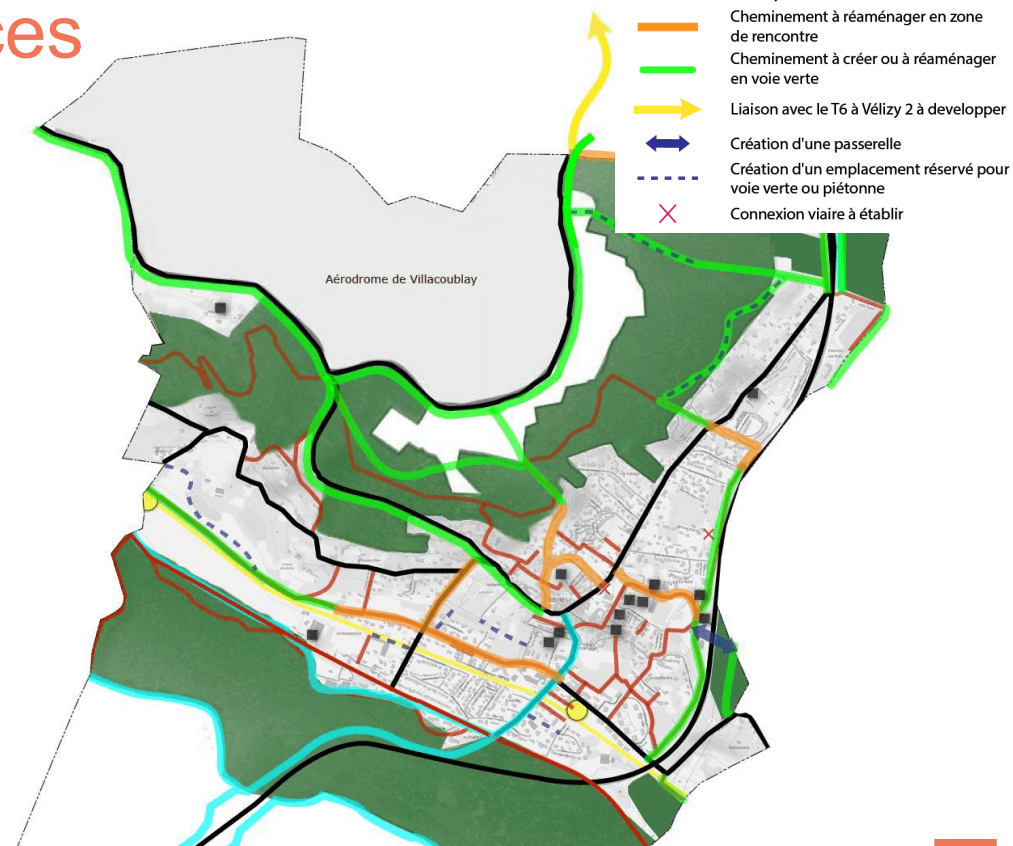 ces
Cheminement à réaménager en zone
de rencontre
Cheminement à créer ou à réaménager
en voie verte
Liaison avec le T6 à Vélizy 2 à developper
Création d'une passerelle
Création d'un emplacement réservé pour
voie verte ou piétonne
Connexion viaire à établir
Aérodrome de Villacoublay